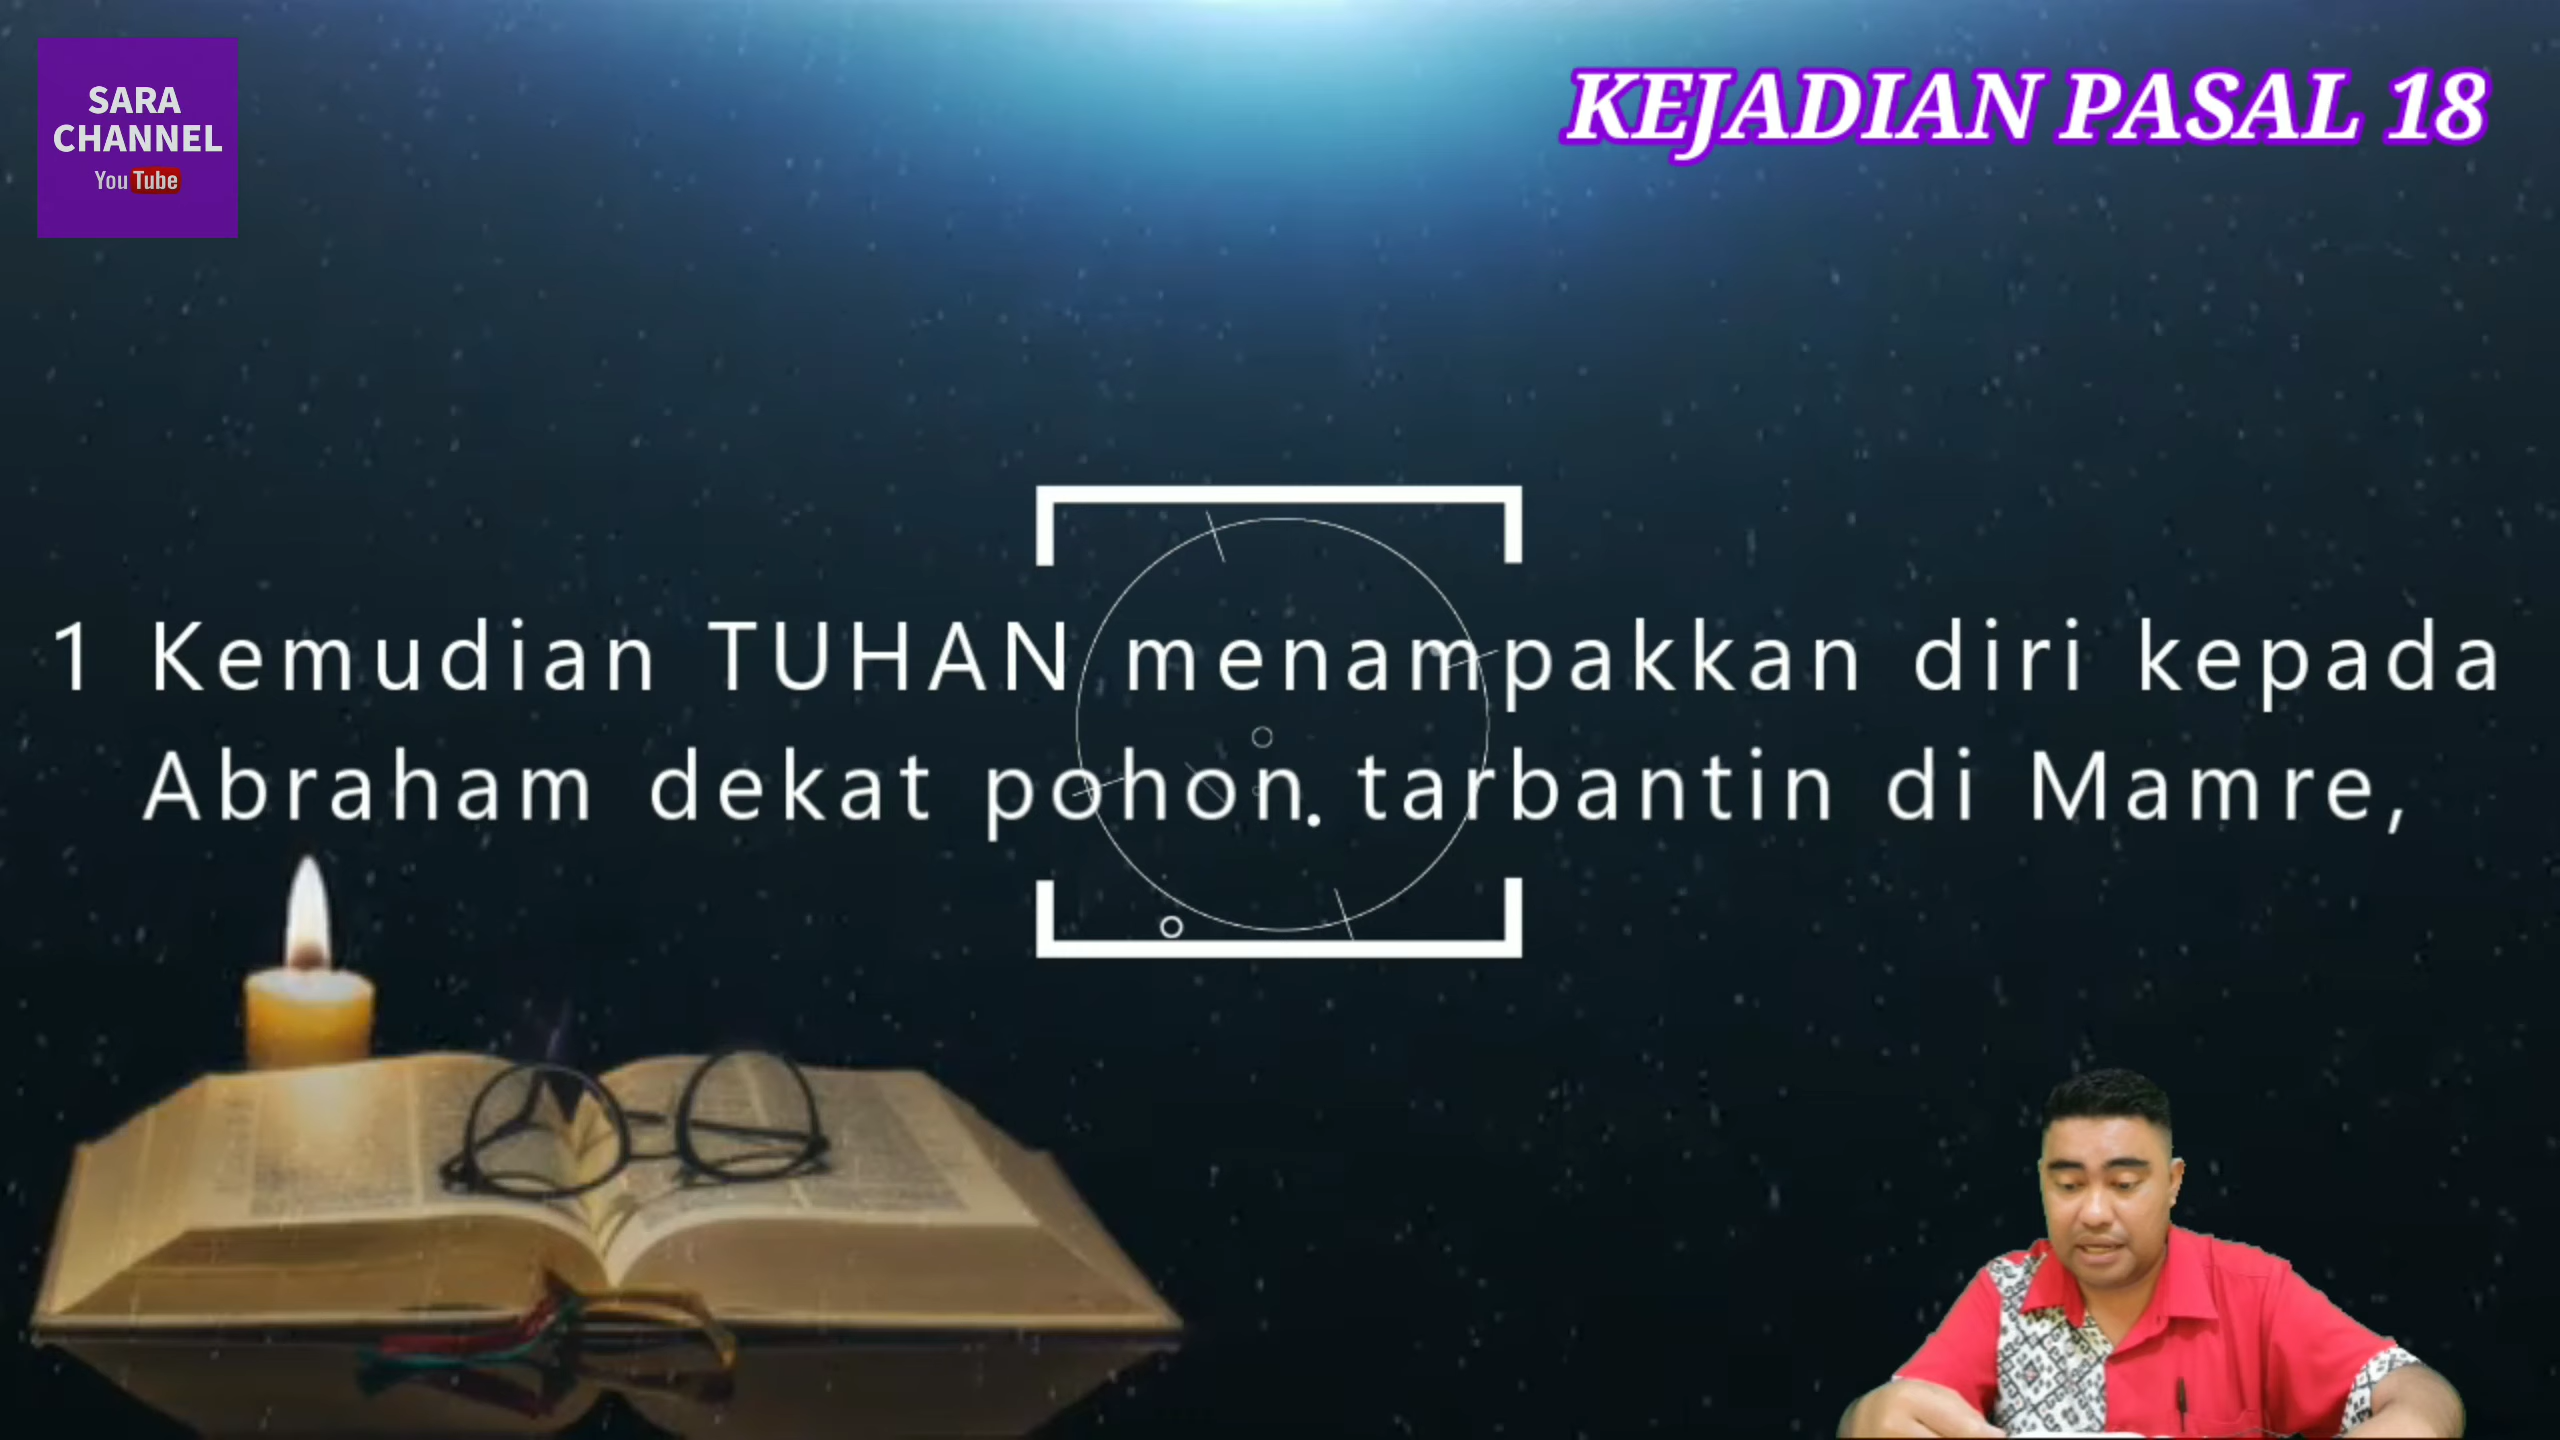 SARA
CHANNEL
YouTube
KEJADIAN PASAL 18
1 Kemudian TUHAN menampakkan diri kepada
Abraham dekat pohon tarbantin di Mamre,